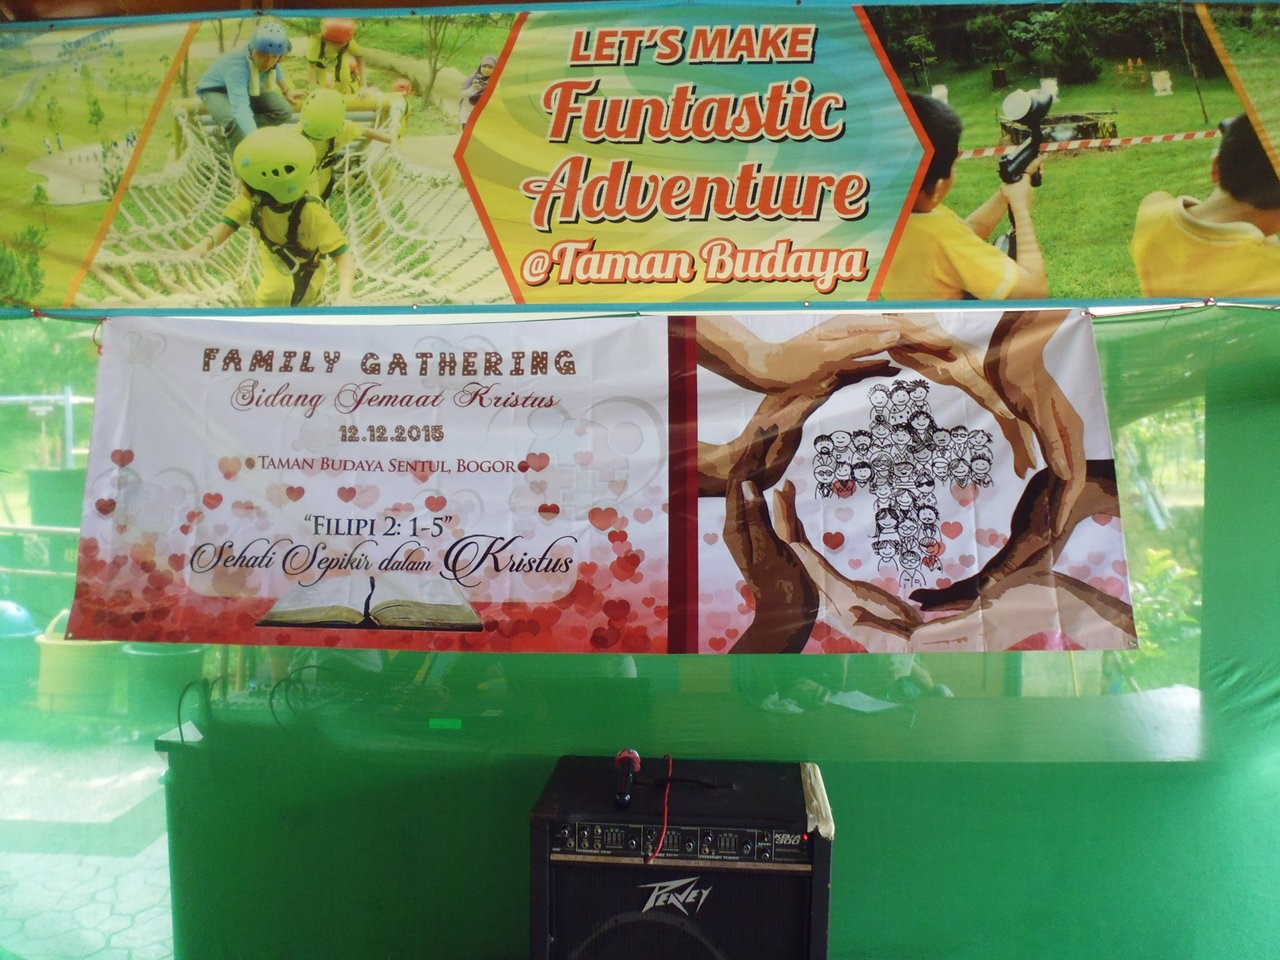 LET'S MAKE
Funtastic
Adventure
@Taman Budaya
FAMILY GATHERING
Sidang Jemaat Kristus
12.12.2015
TAMAN BUDAYA SENTUL, BOGOR
"FILIPI 2: 1-5"
Sehati Sepikir dalam Kristus
PEAVEY